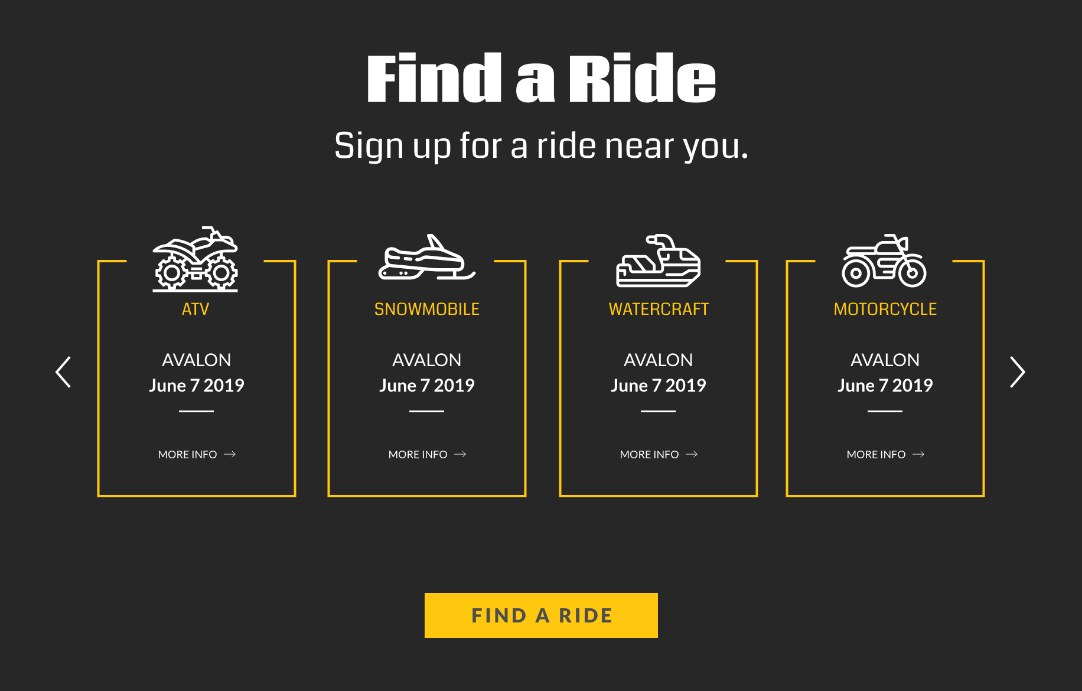 Find a Ride
Sign up for a ride near you.
ATV
AVALON
June 7 2019
MORE INFO →
SNOWMOBILE
AVALON
June 7 2019
MORE INFO →
WATERCRAFT
AVALON
June 7 2019
MORE INFO →
MOTORCYCLE
AVALON
June 7 2019
MORE INFO →
FIND A RIDE